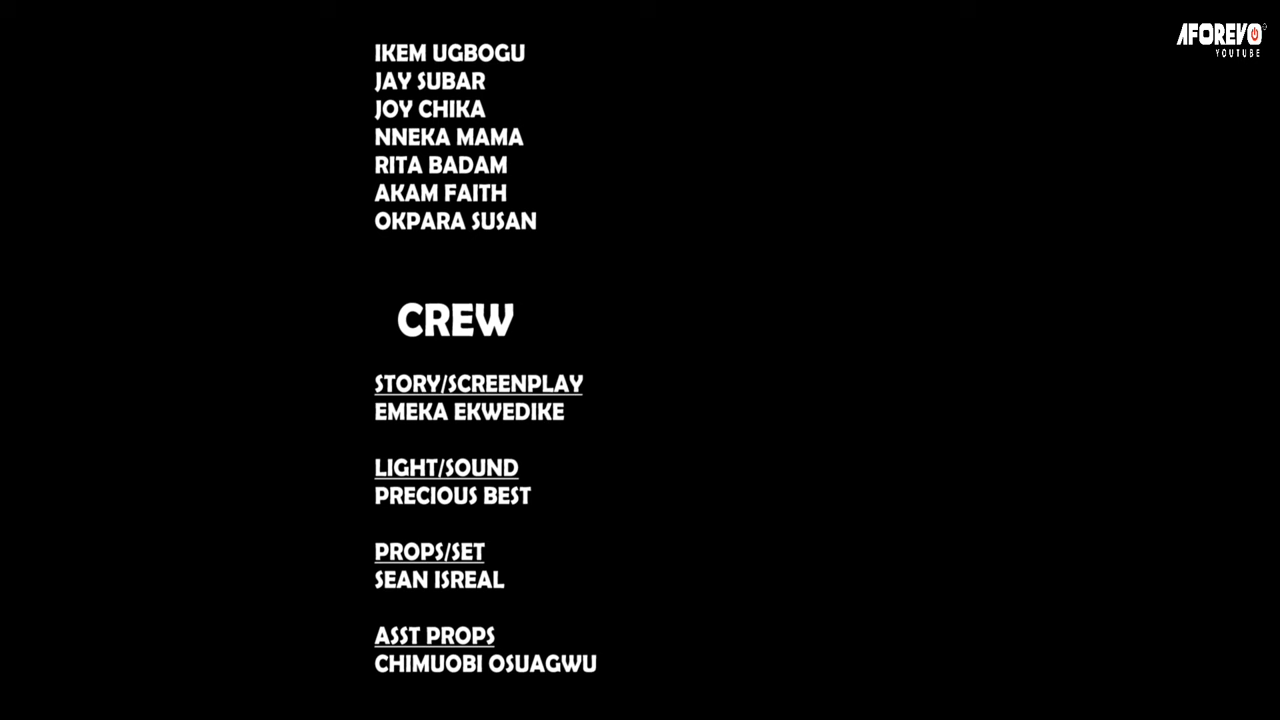 AFOREVO
YOUTUBE
IKEM UGBOGU
JAY SUBAR
JOY CHIKA
NNEKA MAMA
RITA BADAM
AKAM FAITH
OKPARA SUSAN
CREW
STORY/SCREENPLAY
EMEKA EKWEDIKE
LIGHT/SOUND
PRECIOUS BEST
PROPS/SET
SEAN ISREAL
ASST PROPS
CHIMUOBI OSUAGWU